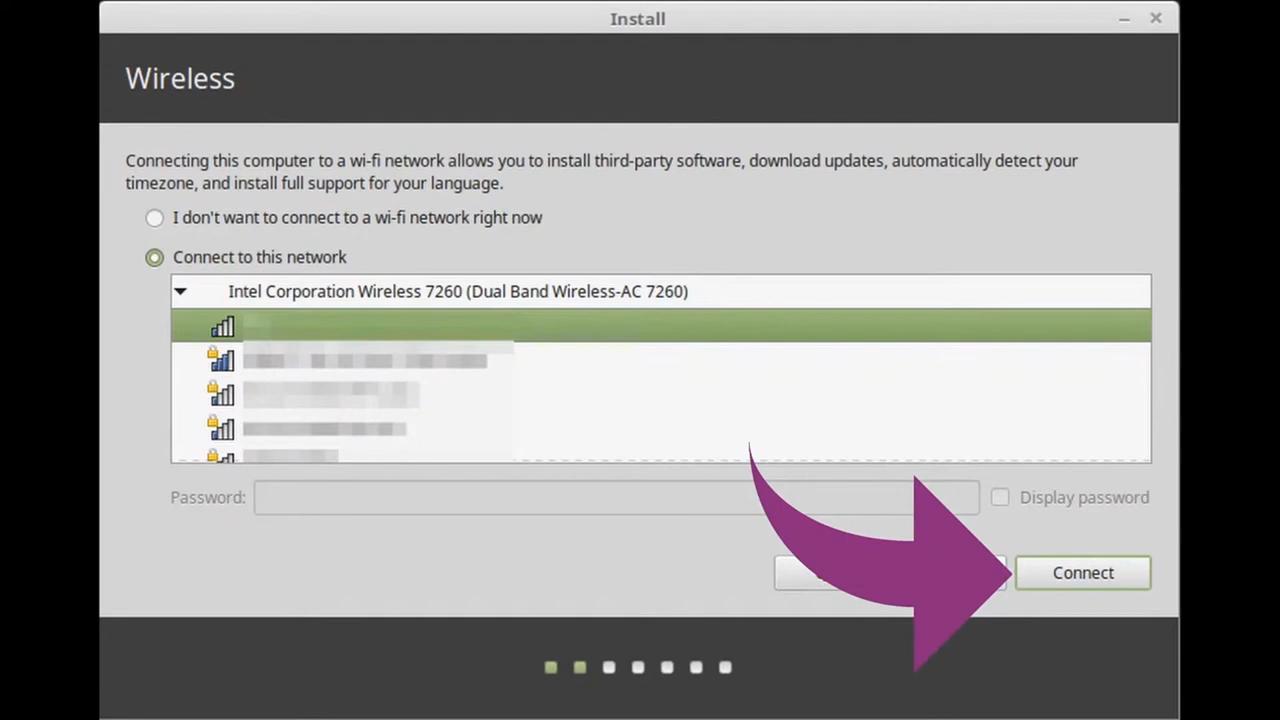 Install
Wireless
Connecting this computer to a wi-fi network allows you to install third-party software, download updates, automatically detect your
timezone, and install full support for your language.
I don't want to connect to a wi-fi network right now
Connect to this network
Intel Corporation Wireless 7260 (Dual Band Wireless-AC 7260)
Password:
Display password
Connect